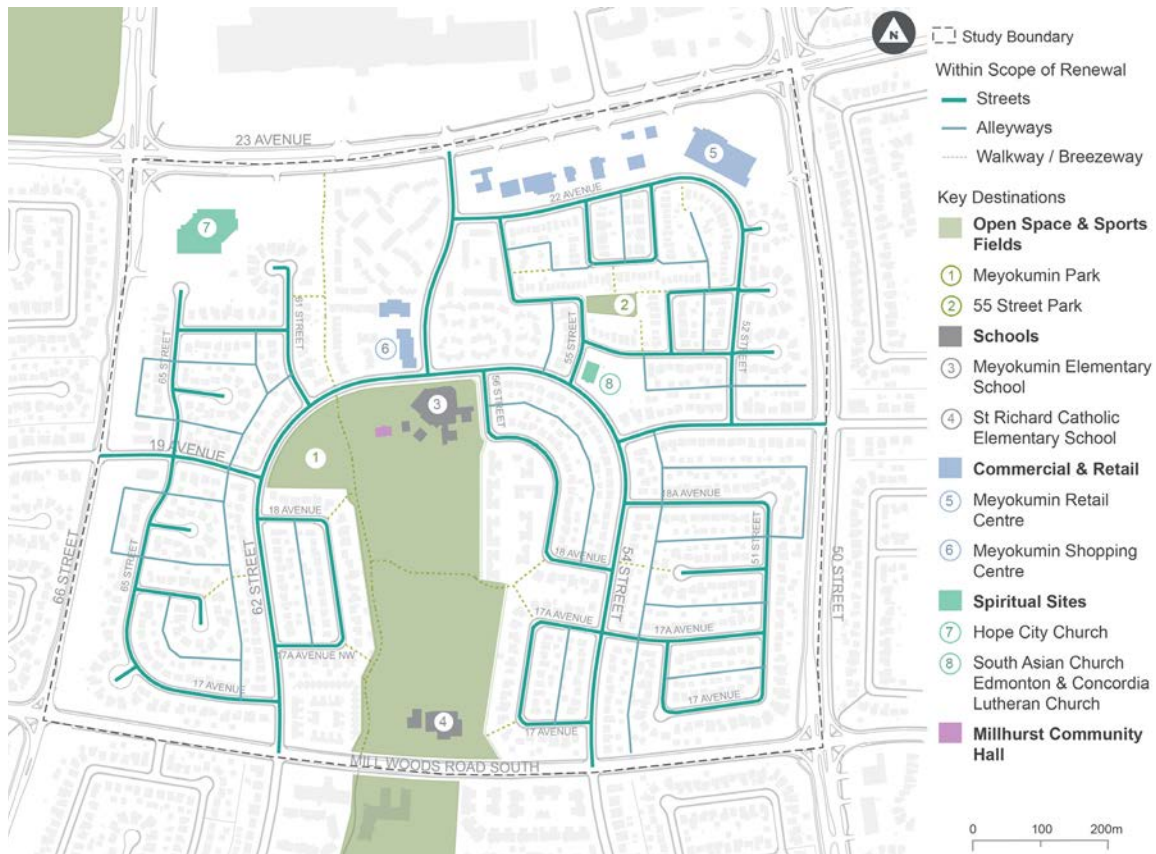 N
23 AVENUE
22 AVENUE
5
7
61 STREET
6
2
55 STREET
52 STREET
65 STREET
8
56 STREET
3
19 AVENUE
1
18 AVENUE
18A AVENUE
66 STREET
65 STREET
62 STREET
18 AVENUE
54 STREET
51 STREET
50 STREET
17A AVENUE
17A AVENUE
17A AVENUE NW
17 AVENUE
17 AVENUE
4
17 AVENUE
MILL WOODS ROAD SOUTH
Study Boundary
Within Scope of Renewal
Streets
Alleyways
Walkway / Breezeway
Key Destinations
Open Space & Sports
Fields
1 Meyokumin Park
2 55 Street Park
Schools
3 Meyokumin Elementary
School
4 St Richard Catholic
Elementary School
Commercial & Retail
5 Meyokumin Retail
Centre
6 Meyokumin Shopping
Centre
Spiritual Sites
7 Hope City Church
8 South Asian Church
Edmonton & Concordia
Lutheran Church
Millhurst Community
Hall
0 100 200m